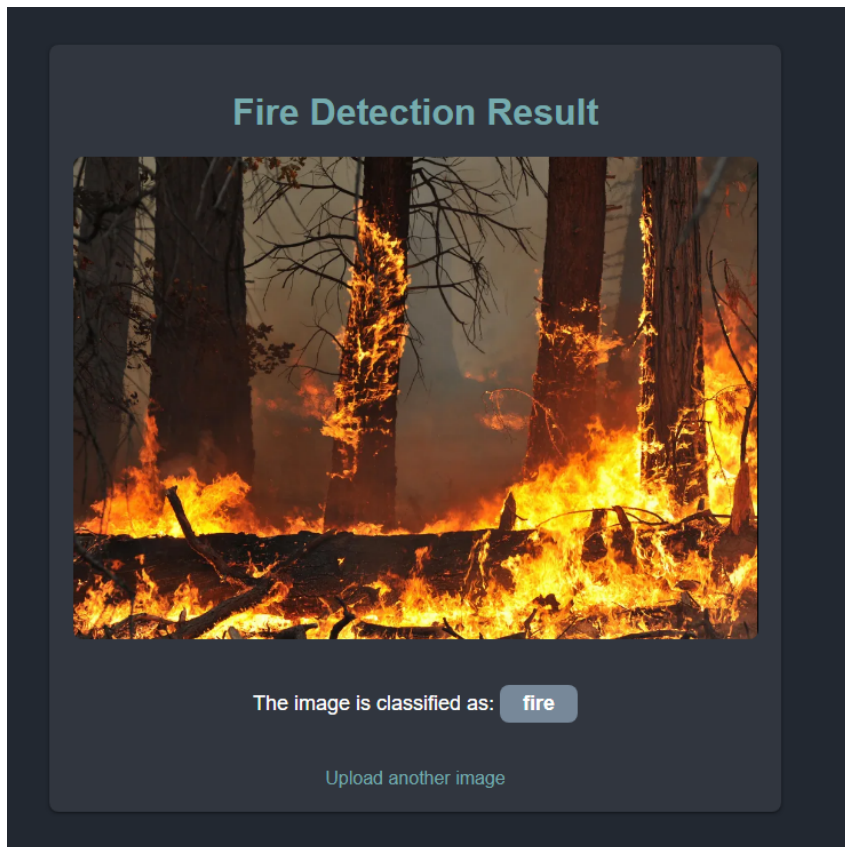 Fire Detection Result
The image is classified as: fire
Upload another image